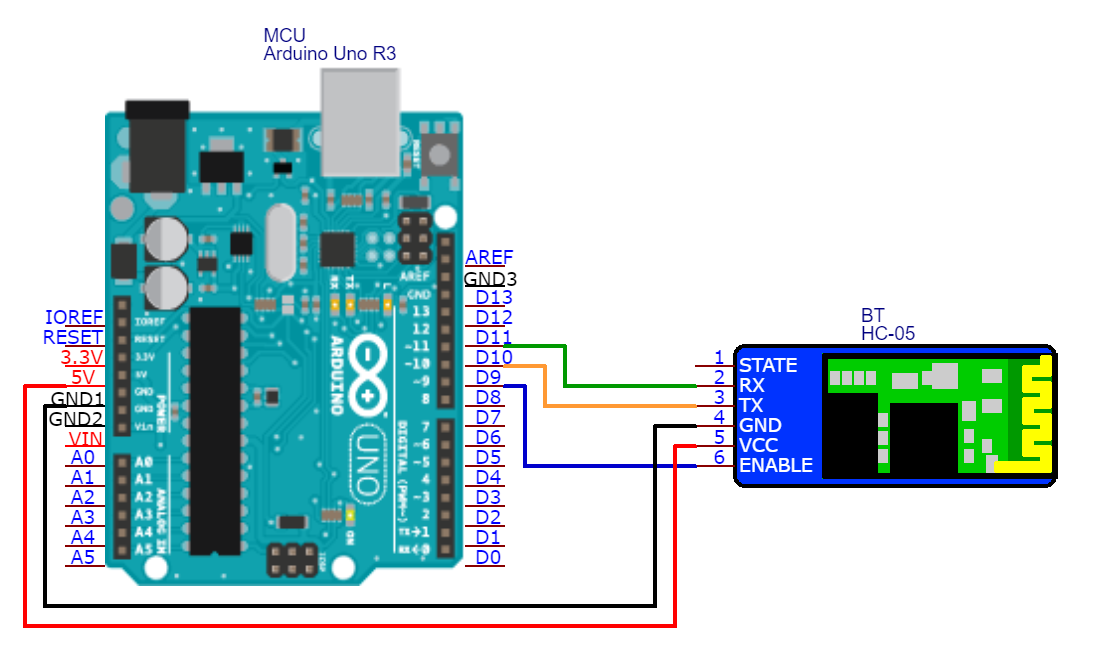 MCU
Arduino Uno R3
RESET
AREF
GND
13
12
~11
~10
~9
8
7
~6
~5
4
~3
2
TX→1
RX←0
RX
TX
L
ON
ICSP
ARDUINO
UNO
DIGITAL (PWM~)
IOREF
RESET
3.3V
5V
GND
GND
Vin
POWER
A0
A1
A2
A3
A4
A5
ANALOG IN
IOREF
RESET
3.3V
5V
GND1
GND2
VIN
A0
A1
A2
A3
A4
A5
AREF
GND3
D13
D12
D11
D10
D9
D8
D7
D6
D5
D4
D3
D2
D1
D0
BT
HC-05
1 STATE
2 RX
3 TX
4 GND
5 VCC
6 ENABLE